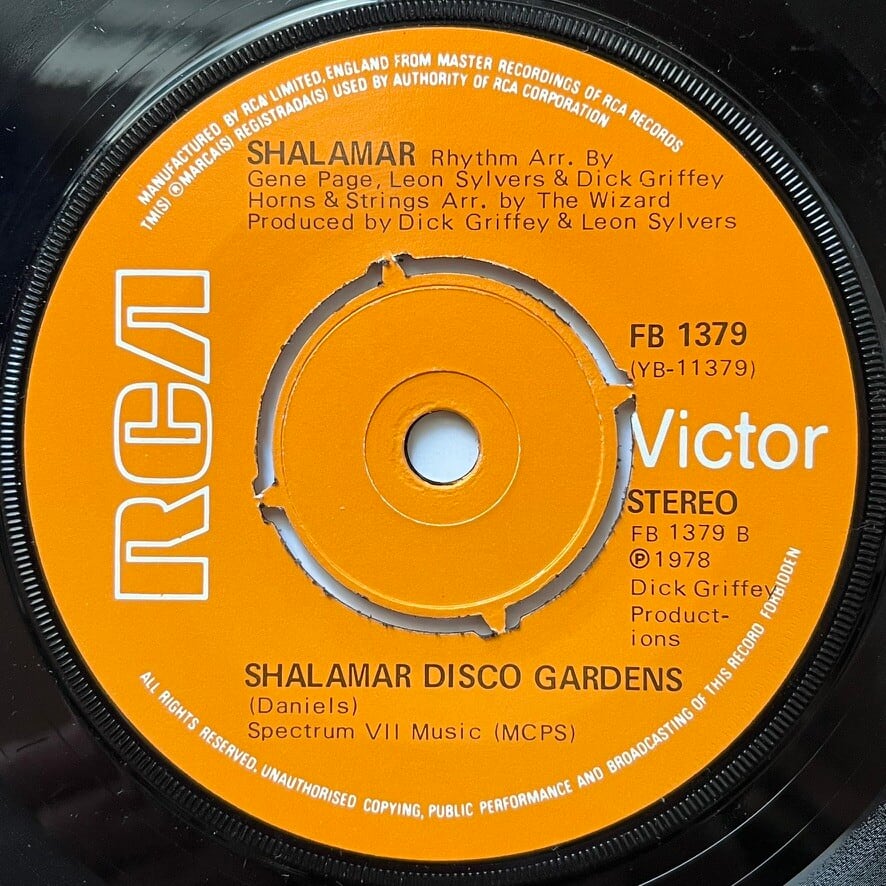 MANUFACTURED BY RCA LIMITED, ENGLAND FROM MASTER RECORDINGS OF RCA RECORDS
TM(S) ® MARCA(S) REGISTRADA(S) USED BY AUTHORITY OF RCA CORPORATION
SHALAMAR Rhythm Arr. By
Gene Page, Leon Sylvers & Dick Griffey
Horns & Strings Arr. by The Wizard
Produced by Dick Griffey & Leon Sylvers
RCA
FB 1379
(YB-11379)
Victor
STEREO
FB 1379 B
℗ 1978
Dick Griffey
Product-
ions
SHALAMAR DISCO GARDENS
(Daniels)
Spectrum VII Music (MCPS)
ALL RIGHTS RESERVED. UNAUTHORISED COPYING, PUBLIC PERFORMANCE AND BROADCASTING OF THIS RECORD FORBIDDEN